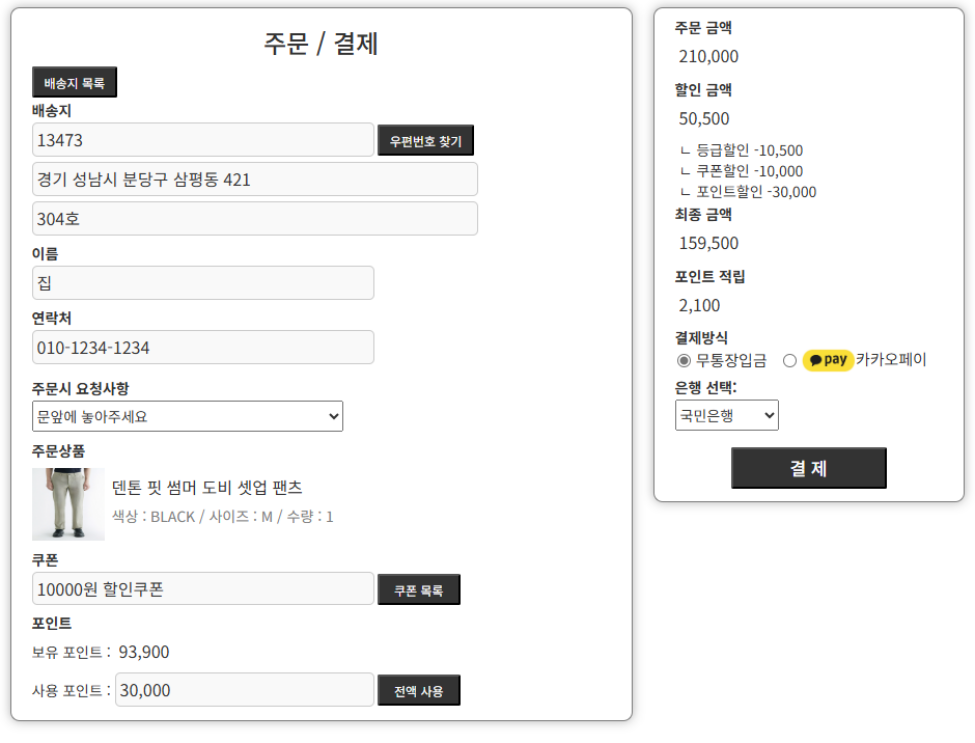 주문 / 결제
배송지 목록
배송지
13473
우편번호 찾기
경기 성남시 분당구 삼평동 421
304호
이름
집
연락처
010-1234-1234
주문시 요청사항
문앞에 놓아주세요
주문상품
덴톤 핏 썸머 도비 셋업 팬츠
색상 : BLACK / 사이즈 : M / 수량 : 1
쿠폰
10000원 할인쿠폰
쿠폰 목록
포인트
보유 포인트 : 93,900
사용 포인트 : 30,000
전액 사용
주문 금액
210,000
할인 금액
50,500
ㄴ 등급할인 -10,500
ㄴ 쿠폰할인 -10,000
ㄴ 포인트할인 -30,000
최종 금액
159,500
포인트 적립
2,100
결제방식
무통장입금 pay 카카오페이
은행 선택:
국민은행
결 제